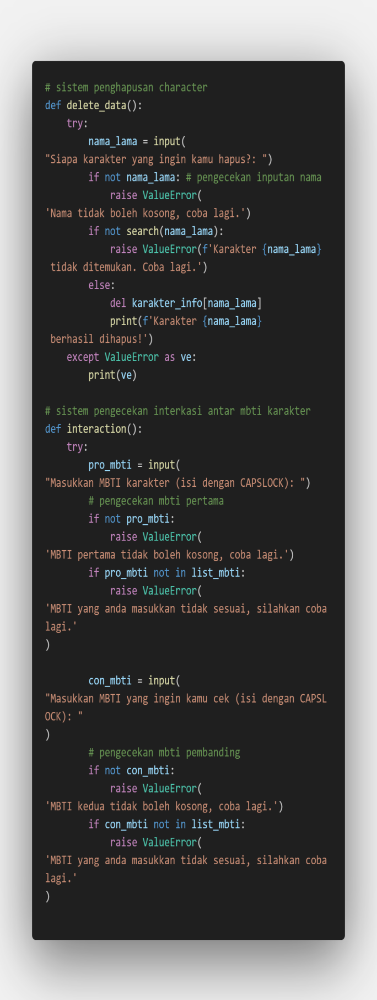 # sistem penghapusan character
def delete_data():
    try:
        nama_lama = input(
"Siapa karakter yang ingin kamu hapus?: ")
        if not nama_lama: # pengecekan inputan nama
            raise ValueError(
'Nama tidak boleh kosong, coba lagi.')
        if not search(nama_lama):
            raise ValueError(f'Karakter {nama_lama}
 tidak ditemukan. Coba lagi.')
        else:
            del karakter_info[nama_lama]
            print(f'Karakter {nama_lama}
 berhasil dihapus!')
    except ValueError as ve:
        print(ve)

# sistem pengecekan interkasi antar mbti karakter
def interaction():
    try:
        pro_mbti = input(
"Masukkan MBTI karakter (isi dengan CAPSLOCK): ")
        # pengecekan mbti pertama
        if not pro_mbti:
            raise ValueError(
'MBTI pertama tidak boleh kosong, coba lagi.')
        if pro_mbti not in list_mbti:
            raise ValueError(
'MBTI yang anda masukkan tidak sesuai, silahkan coba
lagi.'
)

        con_mbti = input(
"Masukkan MBTI yang ingin kamu cek (isi dengan CAPSL
OCK): "
)
        # pengecekan mbti pembanding
        if not con_mbti:
            raise ValueError(
'MBTI kedua tidak boleh kosong, coba lagi.')
        if con_mbti not in list_mbti:
            raise ValueError(
'MBTI yang anda masukkan tidak sesuai, silahkan coba
lagi.'
)